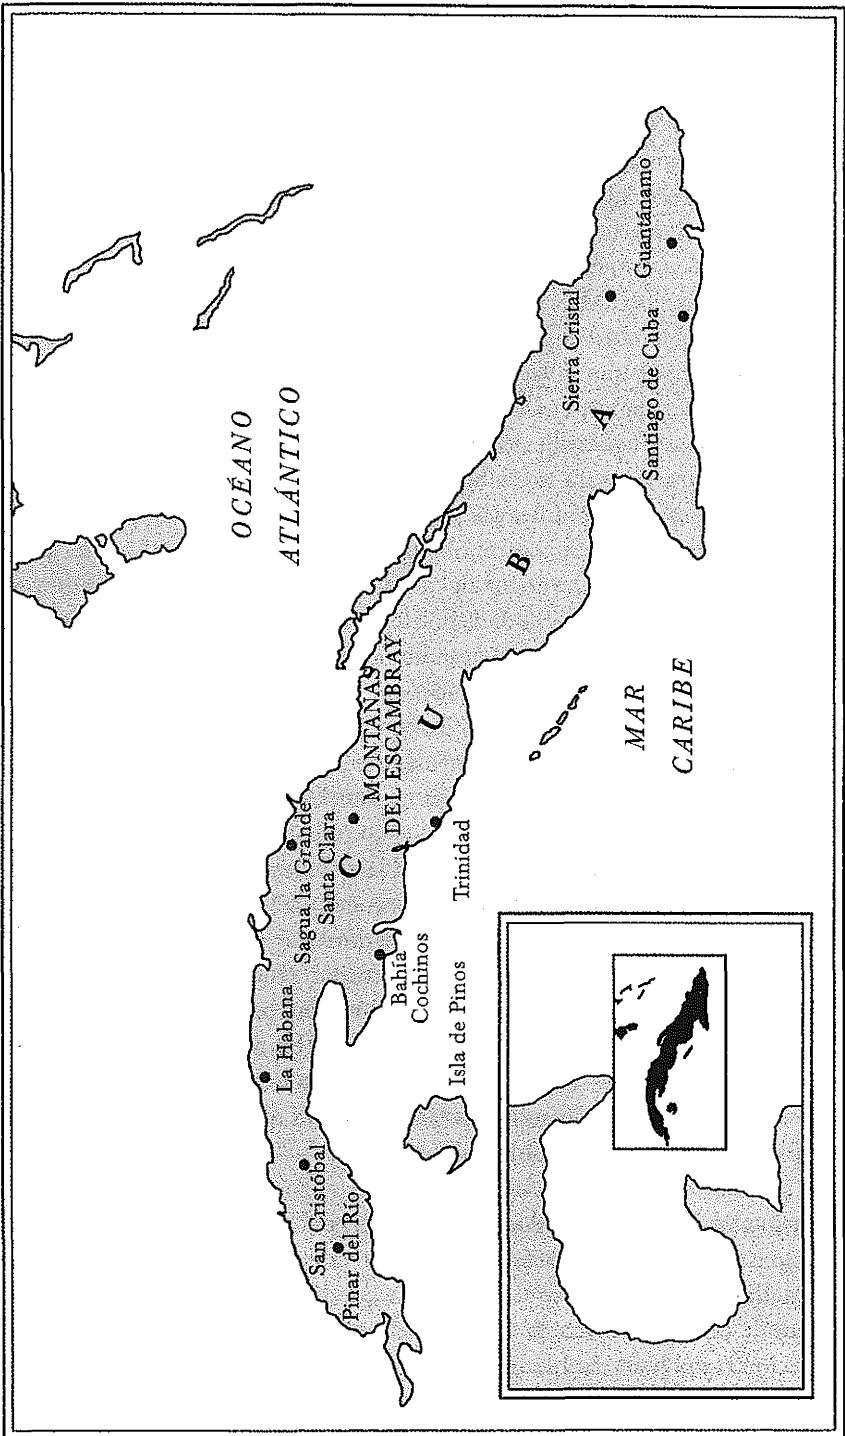 OCÉANO
ATLÁNTICO
La Habana
San Cristóbal
Pinar del Río
Sagua la Grande
Santa Clara
MONTAÑAS
DEL ESCAMBRAY
C U B A
Bahía
Cochinos
Trinidad
Isla de Pinos
Sierra Cristal
Guantánamo
Santiago de Cuba
MAR
CARIBE